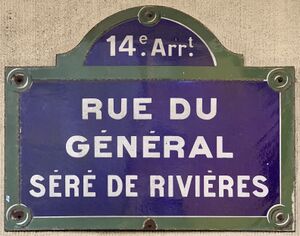 14e. Arrt.
RUE DU
GÉNÉRAL
SÉRÉ DE RIVIÈRES